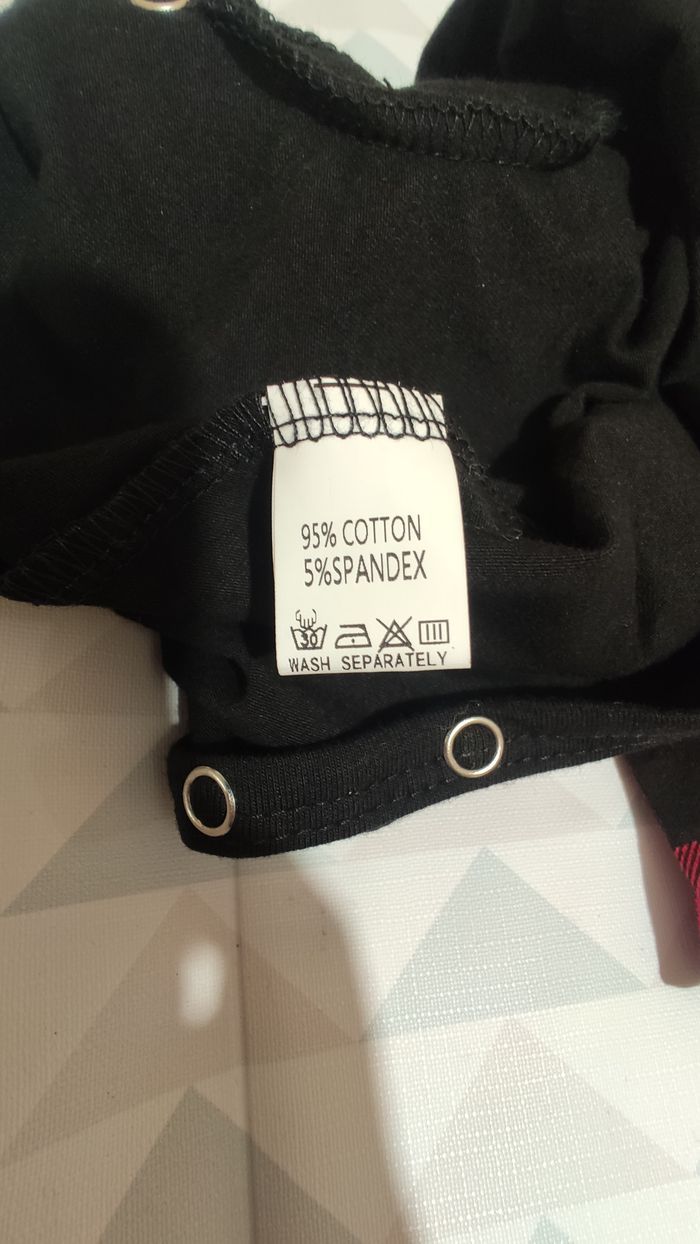 95% COTTON
5%SPANDEX
30
WASH SEPARATELY